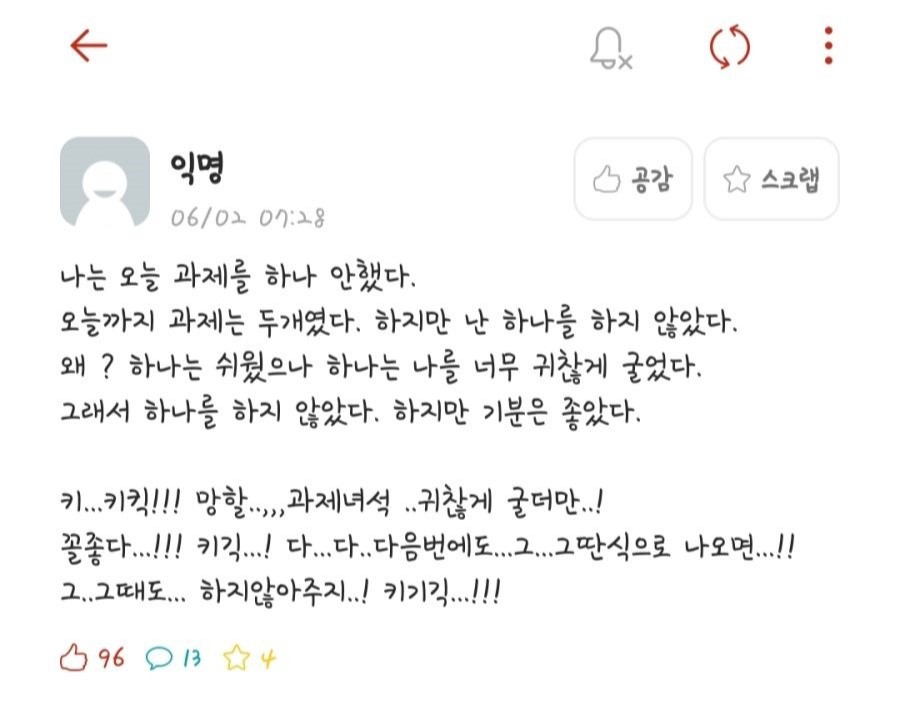 익명
06/02 07:28
공감
스크랩
나는 오늘 과제를 하나 안했다.
오늘까지 과제는 두개였다. 하지만 난 하나를 하지 않았다.
왜 ? 하나는 쉬웠으나 하나는 나를 너무 귀찮게 굴었다.
그래서 하나를 하지 않았다. 하지만 기분은 좋았다.
키...키킥!!! 망할..,,,과제녀석 ..귀찮게 굴더만..!
꼴좋다...!!! 키긱...! 다...다..다음번에도...그...그딴식으로 나오면...!!
그..그때도... 하지않아주지..! 키기긱...!!!
96 13 4